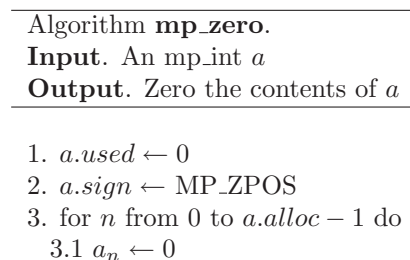 Algorithm mp_zero.
Input. An mp_int a
Output. Zero the contents of a
1. a.used ← 0
2. a.sign ← MP_ZPOS
3. for n from 0 to a.alloc − 1 do
3.1 aₙ ← 0